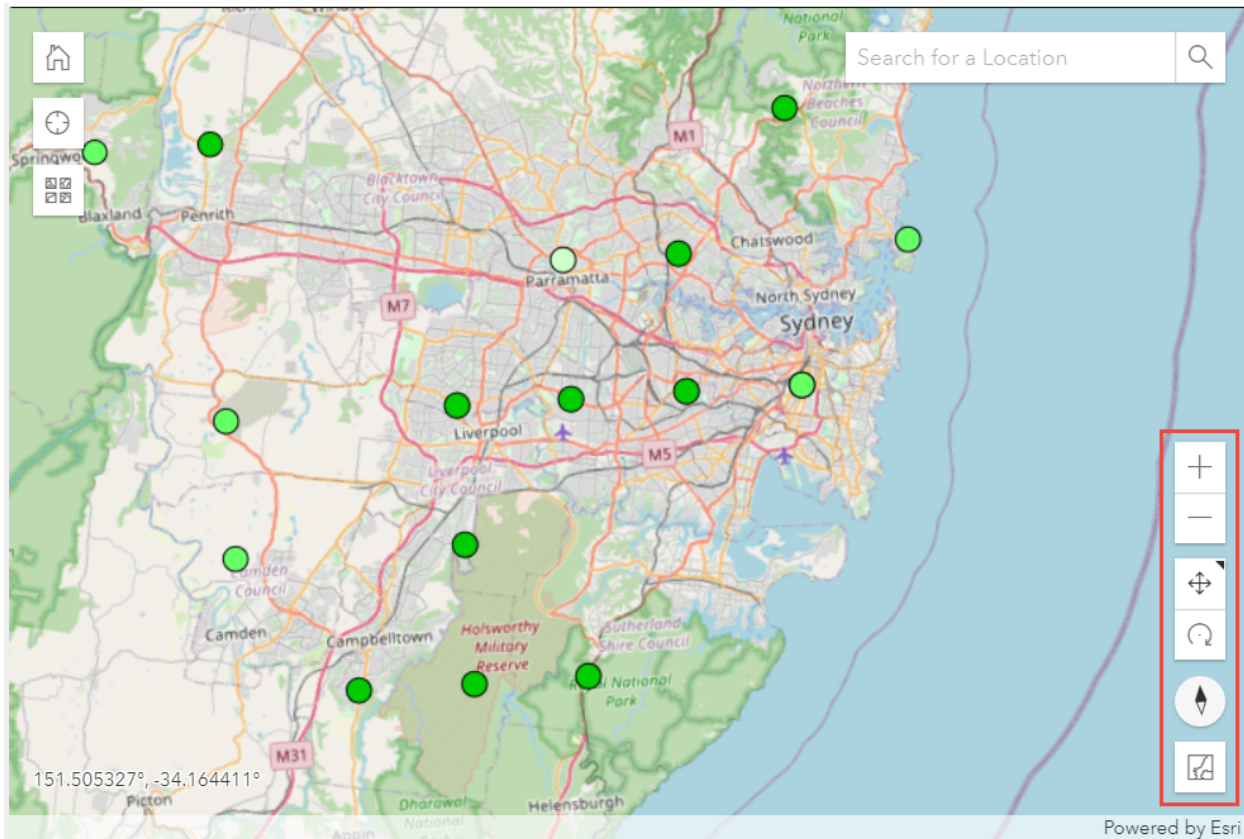 National
Park
Search for a Location
Northern
Beaches
Council
M1
Blacktown
City Council
Blaxland
Penrith
Chatswood
Parramatta
North Sydney
M7
Sydney
Liverpool
M5
Liverpool
City Council
Camden
Council
Camden
Campbelltown
Holsworthy
Military
Reserve
Sutherland
Shire Council
National
Park
M31
151.505327°, -34.164411°
Picton
Dharawal
National
Helensburgh
Appin
Powered by Esri